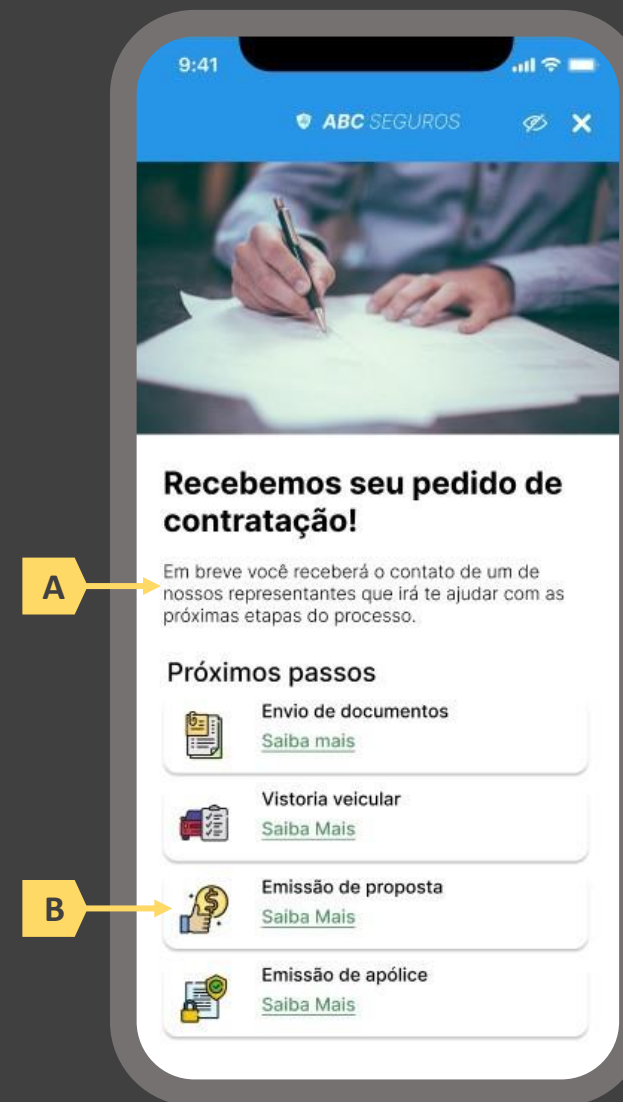 9:41
ABC SEGUROS
Recebemos seu pedido de
contratação!
A
Em breve você receberá o contato de um de
nossos representantes que irá te ajudar com as
próximas etapas do processo.
Próximos passos
Envio de documentos
Saiba mais
Vistoria veicular
Saiba Mais
B
Emissão de proposta
Saiba Mais
Emissão de apólice
Saiba Mais